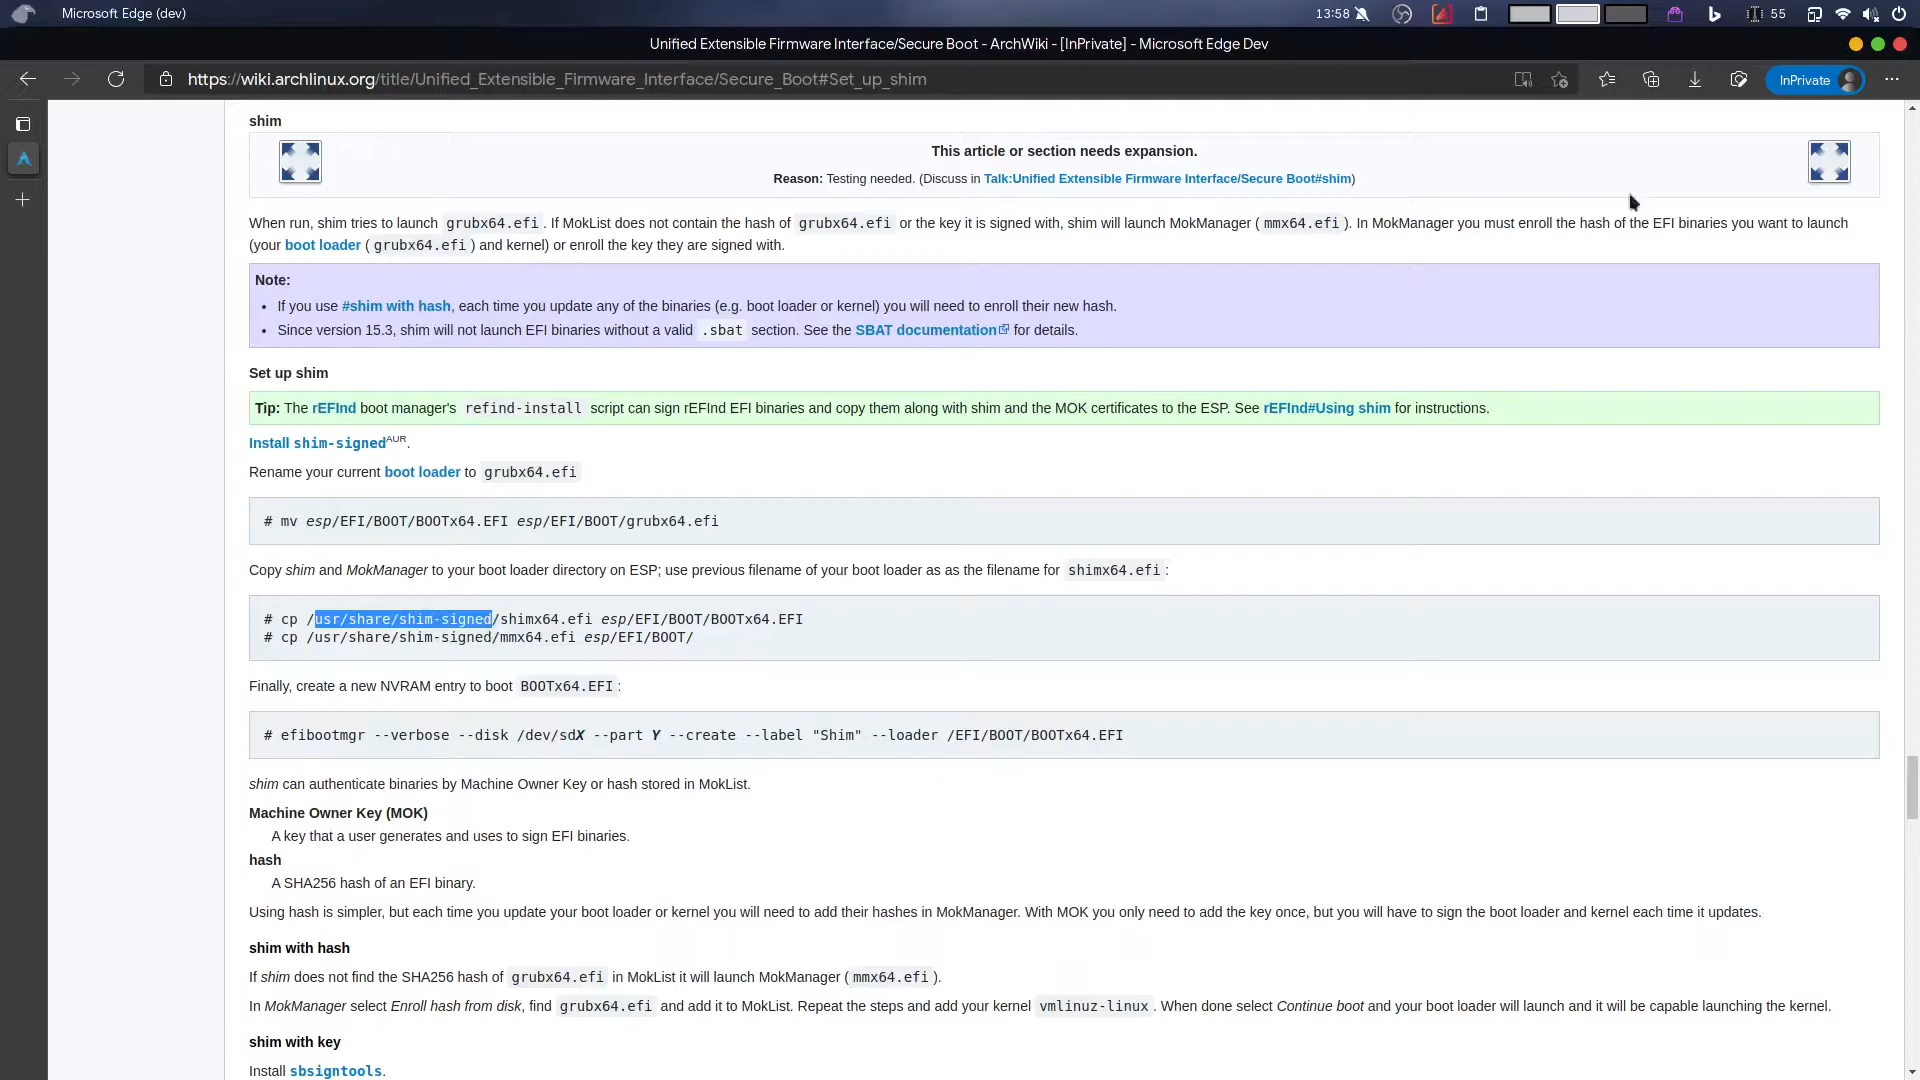 Microsoft Edge (dev)
13:58
55
Unified Extensible Firmware Interface/Secure Boot - ArchWiki - [InPrivate] - Microsoft Edge Dev
https://wiki.archlinux.org/title/Unified_Extensible_Firmware_Interface/Secure_Boot#Set_up_shim
InPrivate
shim
This article or section needs expansion.
Reason: Testing needed. (Discuss in Talk:Unified Extensible Firmware Interface/Secure Boot#shim)
When run, shim tries to launch grubx64.efi. If MokList does not contain the hash of grubx64.efi or the key it is signed with, shim will launch MokManager (mmx64.efi). In MokManager you must enroll the hash of the EFI binaries you want to launch
(your boot loader (grubx64.efi) and kernel) or enroll the key they are signed with.
Note:
• If you use #shim with hash, each time you update any of the binaries (e.g. boot loader or kernel) you will need to enroll their new hash.
• Since version 15.3, shim will not launch EFI binaries without a valid .sbat section. See the SBAT documentation for details.
Set up shim
Tip: The rEFInd boot manager's refind-install script can sign rEFInd EFI binaries and copy them along with shim and the MOK certificates to the ESP. See rEFInd#Using shim for instructions.
Install shim-signedAUR.
Rename your current boot loader to grubx64.efi
# mv esp/EFI/BOOT/BOOTx64.EFI esp/EFI/BOOT/grubx64.efi
Copy shim and MokManager to your boot loader directory on ESP; use previous filename of your boot loader as as the filename for shimx64.efi:
# cp /usr/share/shim-signed/shimx64.efi esp/EFI/BOOT/BOOTx64.EFI
# cp /usr/share/shim-signed/mmx64.efi esp/EFI/BOOT/
Finally, create a new NVRAM entry to boot BOOTx64.EFI:
# efibootmgr --verbose --disk /dev/sdX --part Y --create --label "Shim" --loader /EFI/BOOT/BOOTx64.EFI
shim can authenticate binaries by Machine Owner Key or hash stored in MokList.
Machine Owner Key (MOK)
A key that a user generates and uses to sign EFI binaries.
hash
A SHA256 hash of an EFI binary.
Using hash is simpler, but each time you update your boot loader or kernel you will need to add their hashes in MokManager. With MOK you only need to add the key once, but you will have to sign the boot loader and kernel each time it updates.
shim with hash
If shim does not find the SHA256 hash of grubx64.efi in MokList it will launch MokManager (mmx64.efi).
In MokManager select Enroll hash from disk, find grubx64.efi and add it to MokList. Repeat the steps and add your kernel vmlinuz-linux. When done select Continue boot and your boot loader will launch and it will be capable launching the kernel.
shim with key
Install sbsigntools.